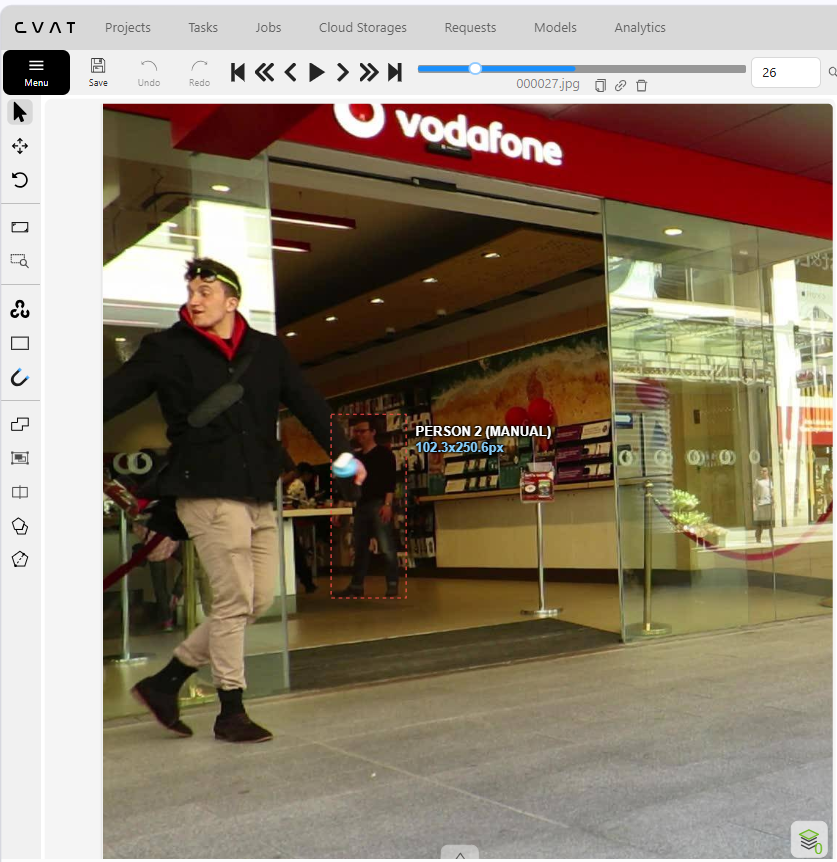 CVAT
Projects
Tasks
Jobs
Cloud Storages
Requests
Models
Analytics
Menu
Save
Undo
Redo
000027.jpg
26
vodafone
PERSON 2 (MANUAL)
102.3x250.6px
0